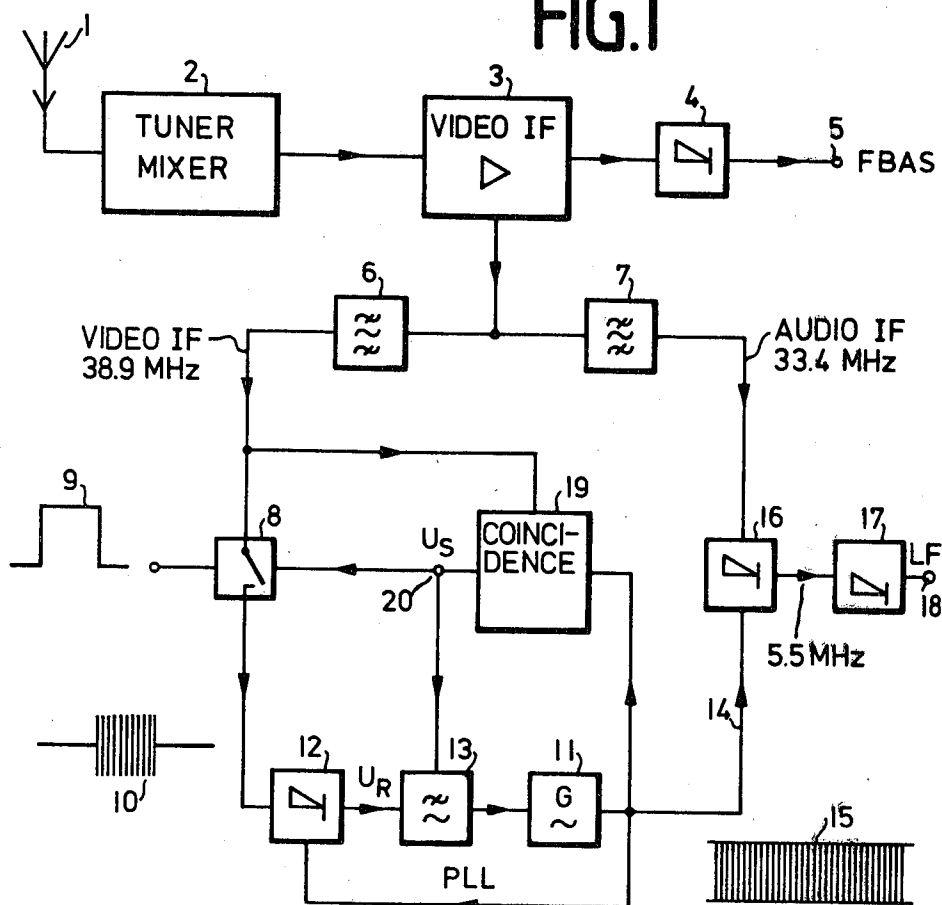 FIG.1
1
2
TUNER
MIXER
3
VIDEO IF
4
5
FBAS
6
7
VIDEO IF
38.9 MHz
AUDIO IF
33.4 MHz
9
8
U_S
20
19
COINCI-
DENCE
16
17
LF
18
5.5 MHz
14
10
12
U_R
13
11
G
15
PLL